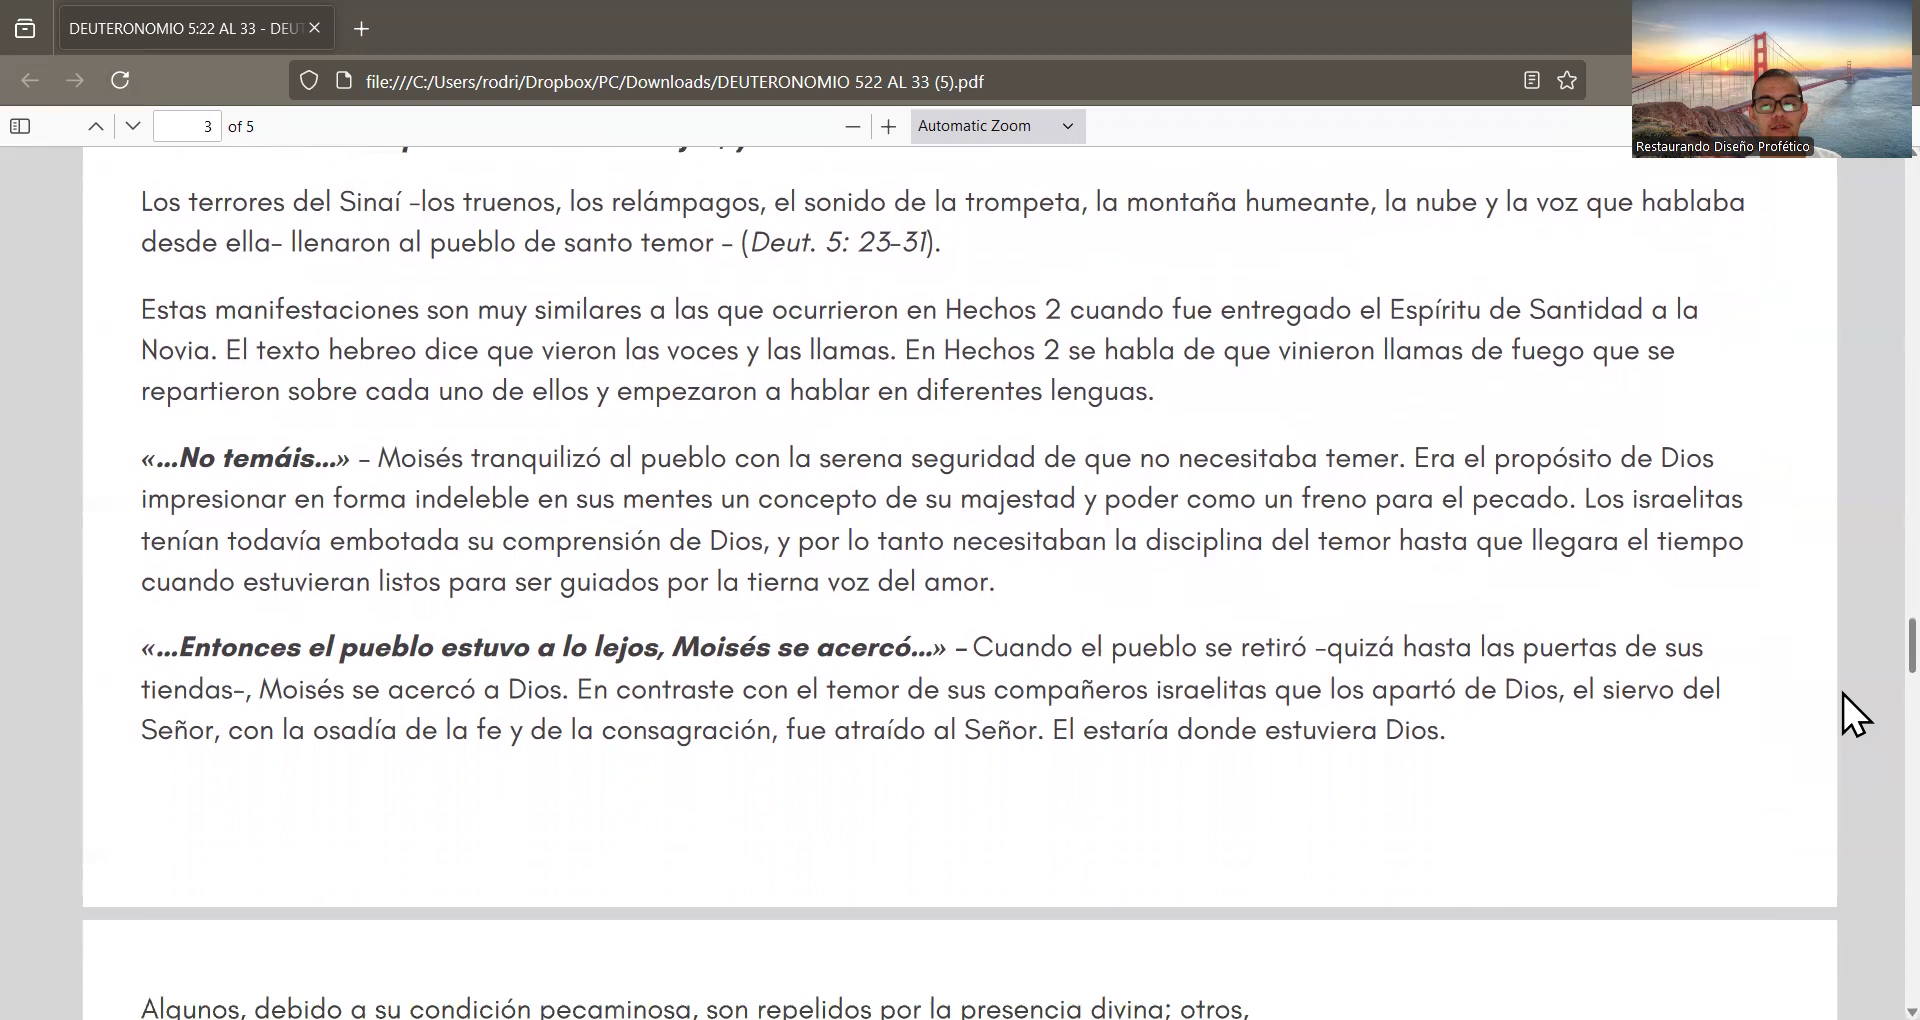 DEUTERONOMIO 5:22 AL 33 - DEUT
file:///C:/Users/rodri/Dropbox/PC/Downloads/DEUTERONOMIO 522 AL 33 (5).pdf
3 of 5
Automatic Zoom
Restaurando Diseño Profético
Los terrores del Sinaí -los truenos, los relámpagos, el sonido de la trompeta, la montaña humeante, la nube y la voz que hablaba
desde ella- llenaron al pueblo de santo temor - (Deut. 5: 23-31).
Estas manifestaciones son muy similares a las que ocurrieron en Hechos 2 cuando fue entregado el Espíritu de Santidad a la
Novia. El texto hebreo dice que vieron las voces y las llamas. En Hechos 2 se habla de que vinieron llamas de fuego que se
repartieron sobre cada uno de ellos y empezaron a hablar en diferentes lenguas.
«...No temáis...» - Moisés tranquilizó al pueblo con la serena seguridad de que no necesitaba temer. Era el propósito de Dios
impresionar en forma indeleble en sus mentes un concepto de su majestad y poder como un freno para el pecado. Los israelitas
tenían todavía embotada su comprensión de Dios, y por lo tanto necesitaban la disciplina del temor hasta que llegara el tiempo
cuando estuvieran listos para ser guiados por la tierna voz del amor.
«...Entonces el pueblo estuvo a lo lejos, Moisés se acercó...» - Cuando el pueblo se retiró -quizá hasta las puertas de sus
tiendas-, Moisés se acercó a Dios. En contraste con el temor de sus compañeros israelitas que los apartó de Dios, el siervo del
Señor, con la osadía de la fe y de la consagración, fue atraído al Señor. El estaría donde estuviera Dios.
Algunos, debido a su condición pecaminosa, son repelidos por la presencia divina; otros,